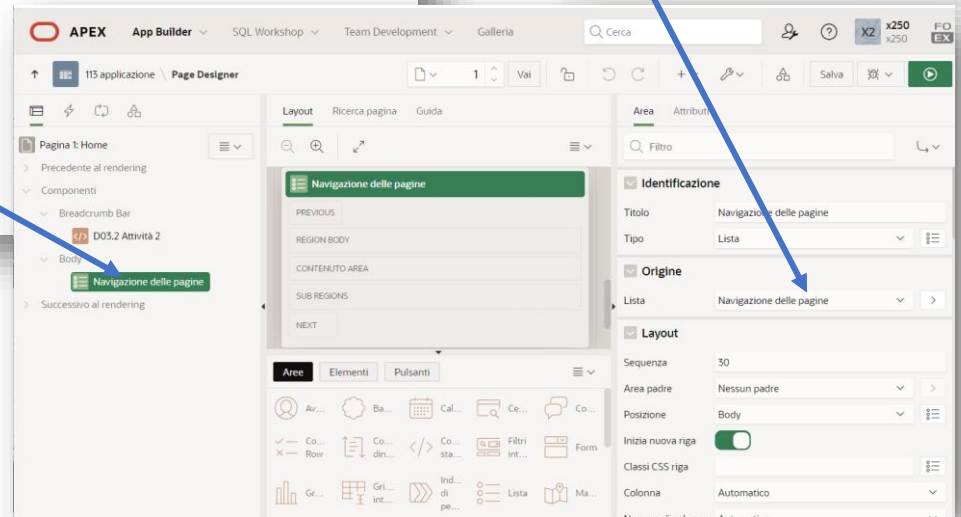 APEX App Builder SQL Workshop Team Development Galleria Cerca X2 x250 x250 FO EX
113 applicazione \ Page Designer 1 Vai Salva
Layout Ricerca pagina Guida
Area
Pagina 1: Home
Filtro
Precedente al rendering
Componenti
Breadcrumb Bar
D03.2 Attività 2
Body
Navigazione delle pagine
Successivo al rendering
Navigazione delle pagine
PREVIOUS
REGION BODY
CONTENUTO AREA
SUB REGIONS
NEXT
Aree Elementi Pulsanti
Av... Ba... Cal... Ce... Co...
Co... Row Co... din... Co... sta... Filtri int... Form
Gr... Gri... int... Ind... di pe... Lista Ma...
Identificazione
Titolo Navigazione delle pagine
Tipo Lista
Origine
Lista Navigazione delle pagine
Layout
Sequenza 30
Area padre Nessun padre
Posizione Body
Inizia nuova riga
Classi CSS riga
Colonna Automatico